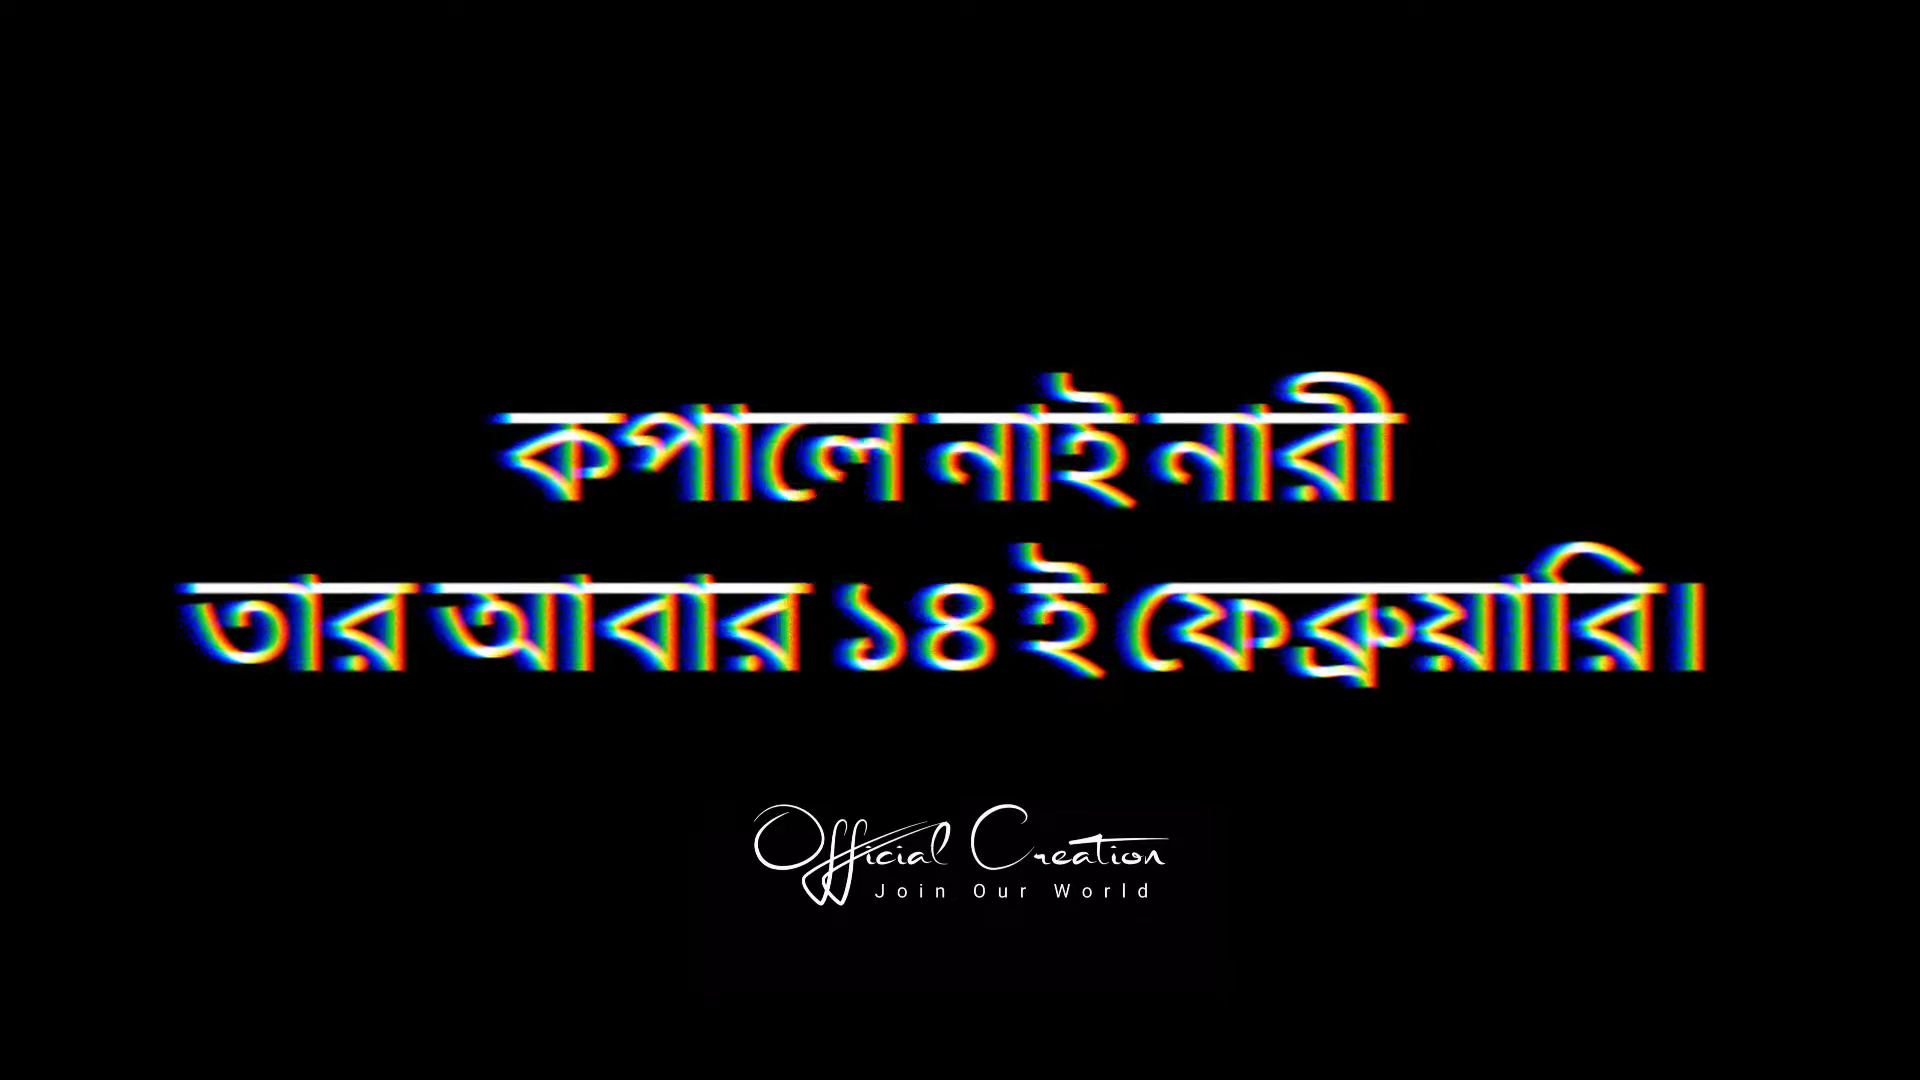 কপালে নাই নারী
তার আবার ১৪ ই ফেব্রুয়ারি।
Official Creation
Join Our World